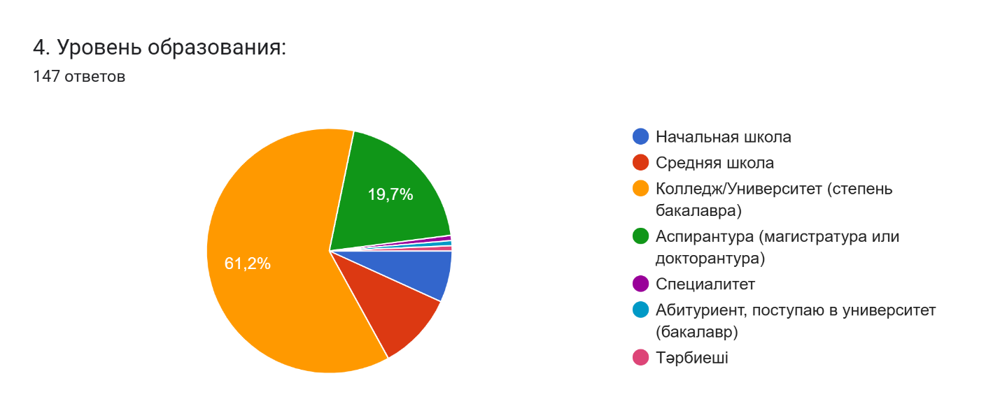 4. Уровень образования:
147 ответов
19,7%
61,2%
Начальная школа
Средняя школа
Колледж/Университет (степень
бакалавра)
Аспирантура (магистратура или
докторантура)
Специалитет
Абитуриент, поступаю в университет
(бакалавр)
Тәрбиеші